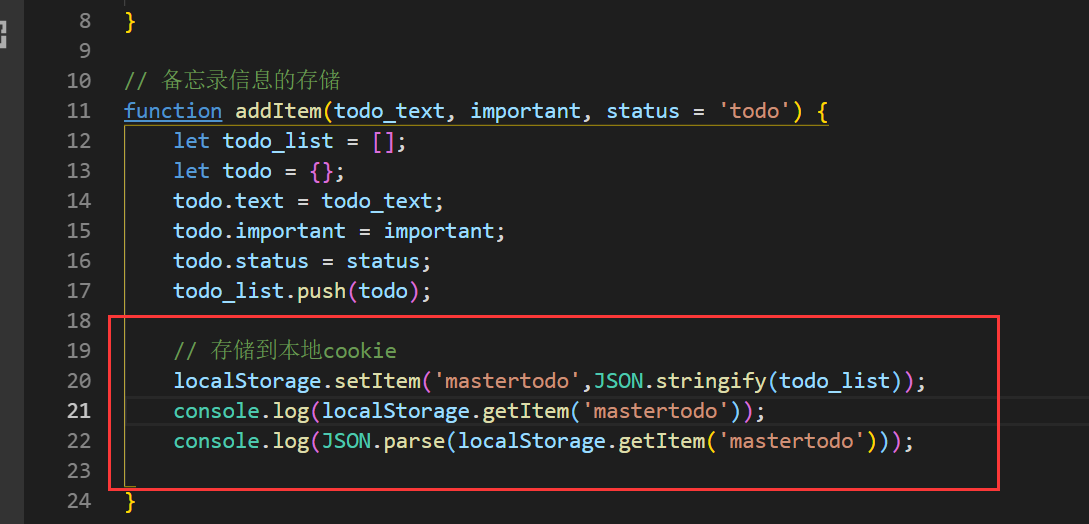 8 }
9
10 // 备忘录信息的存储
11 function addItem(todo_text, important, status = 'todo') {
12 let todo_list = [];
13 let todo = {};
14 todo.text = todo_text;
15 todo.important = important;
16 todo.status = status;
17 todo_list.push(todo);
18
19 // 存储到本地cookie
20 localStorage.setItem('mastertodo',JSON.stringify(todo_list));
21 console.log(localStorage.getItem('mastertodo'));
22 console.log(JSON.parse(localStorage.getItem('mastertodo')));
23
24 }